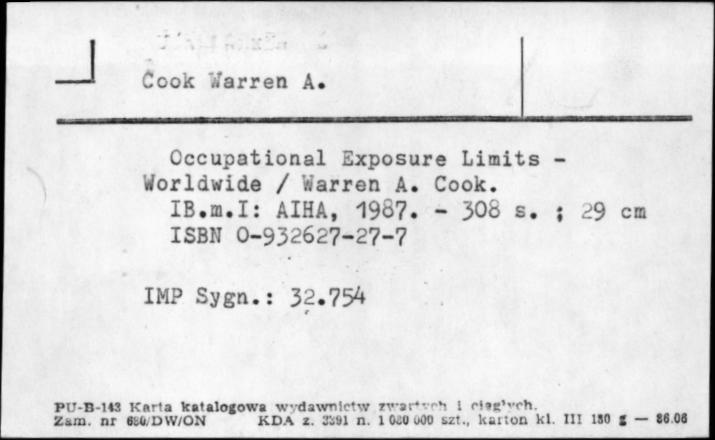 Cook Warren A.
Occupational Exposure Limits -
Worldwide / Warren A. Cook.
IB.m.I: AIHA, 1987. - 308 s. ; 29 cm
ISBN 0-932627-27-7
IMP Sygn.: 32.754
PU-B-143 Karta katalogowa wydawnictw zwartych i ciągłych.
Zam. nr 680/DW/ON KDA z. 3391 n. 1 080 000 szt., karton kl. III 180 g — 86.06